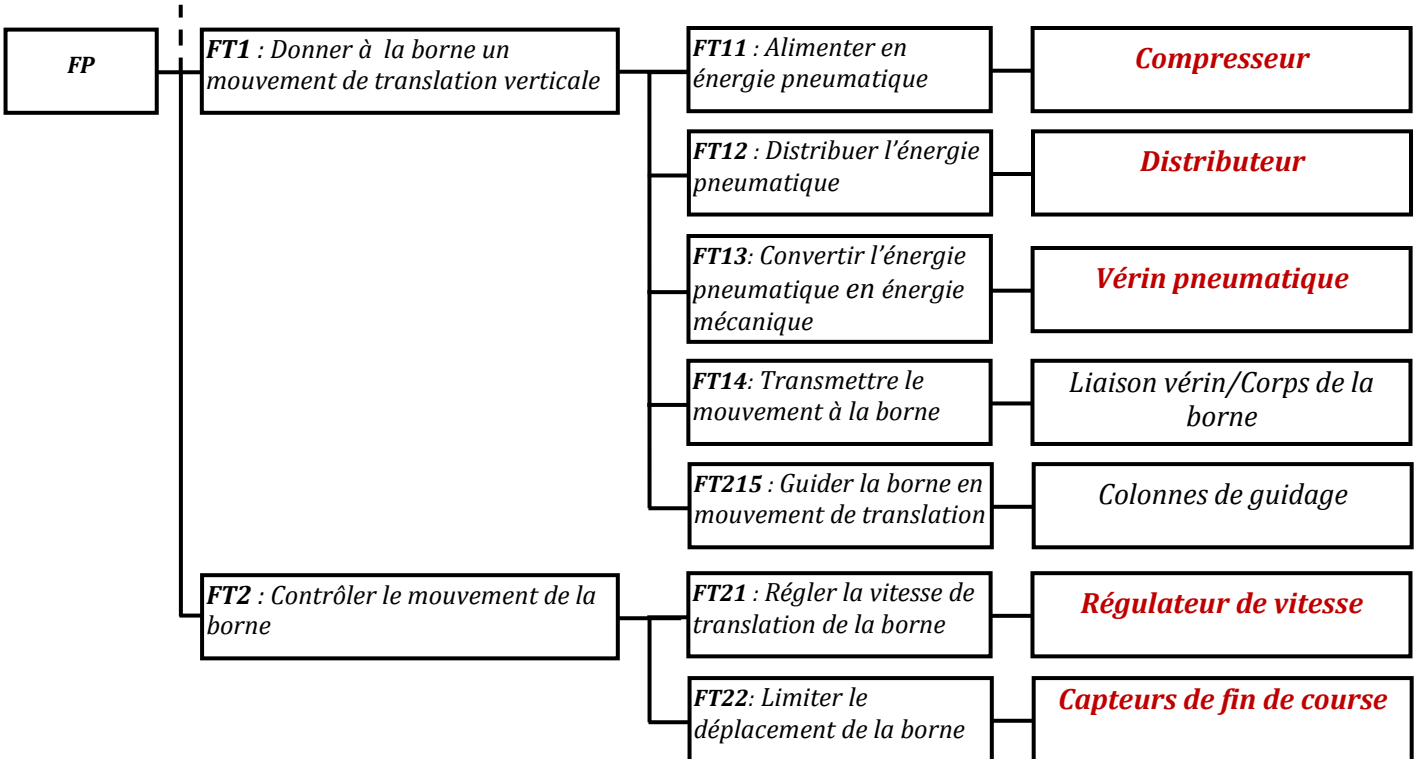 FP
FT1 : Donner à la borne un
mouvement de translation verticale
FT11 : Alimenter en
énergie pneumatique
Compresseur
FT12 : Distribuer l’énergie
pneumatique
Distributeur
FT13: Convertir l’énergie
pneumatique en énergie
mécanique
Vérin pneumatique
FT14: Transmettre le
mouvement à la borne
Liaison vérin/Corps de la
borne
FT215 : Guider la borne en
mouvement de translation
Colonnes de guidage
FT2 : Contrôler le mouvement de la
borne
FT21 : Régler la vitesse de
translation de la borne
Régulateur de vitesse
FT22: Limiter le
déplacement de la borne
Capteurs de fin de course